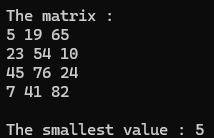 The matrix :
5 19 65
23 54 10
45 76 24
7 41 82
The smallest value : 5